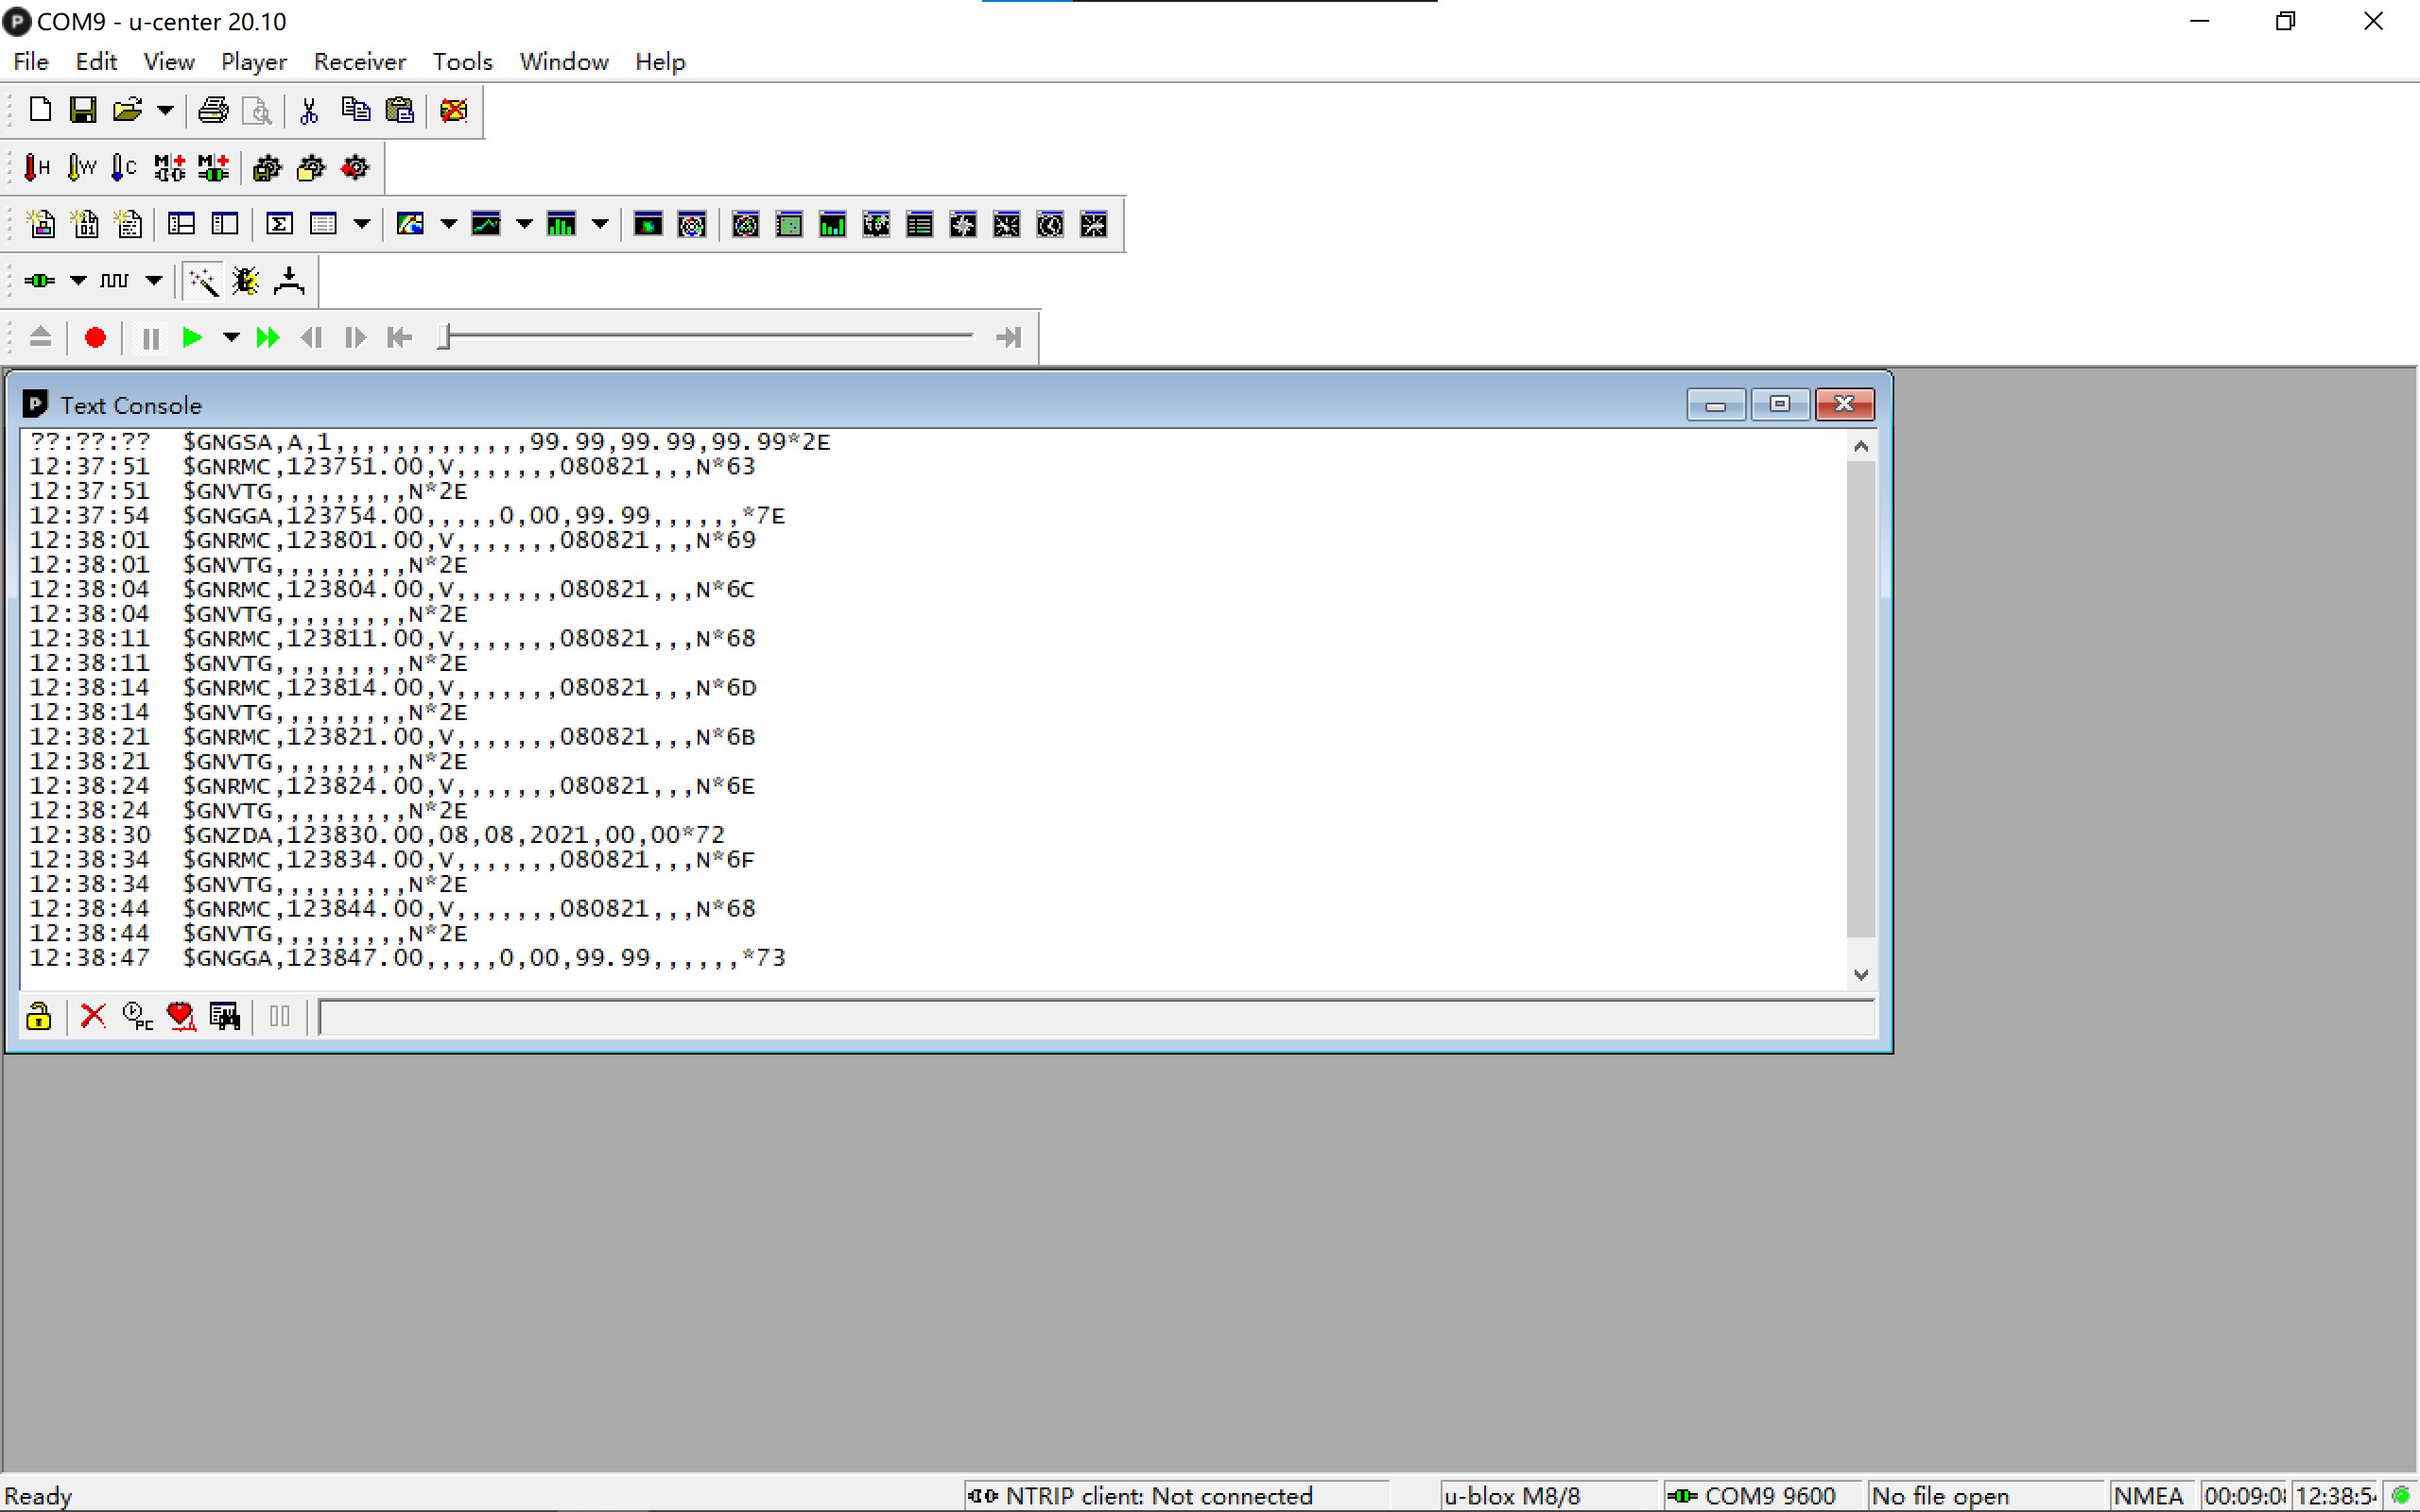 COM9 - u-center 20.10
File Edit View Player Receiver Tools Window Help
Text Console
??:??:?? $GNGSA,A,1,,,,,,,,,,,,,99.99,99.99,99.99*2E
12:37:51 $GNRMC,123751.00,V,,,,,,,080821,,,N*63
12:37:51 $GNVTG,,,,,,,,,N*2E
12:37:54 $GNGGA,123754.00,,,,,0,00,99.99,,,,,,*7E
12:38:01 $GNRMC,123801.00,V,,,,,,,080821,,,N*69
12:38:01 $GNVTG,,,,,,,,,N*2E
12:38:04 $GNRMC,123804.00,V,,,,,,,080821,,,N*6C
12:38:04 $GNVTG,,,,,,,,,N*2E
12:38:11 $GNRMC,123811.00,V,,,,,,,080821,,,N*68
12:38:11 $GNVTG,,,,,,,,,N*2E
12:38:14 $GNRMC,123814.00,V,,,,,,,080821,,,N*6D
12:38:14 $GNVTG,,,,,,,,,N*2E
12:38:21 $GNRMC,123821.00,V,,,,,,,080821,,,N*6B
12:38:21 $GNVTG,,,,,,,,,N*2E
12:38:24 $GNRMC,123824.00,V,,,,,,,080821,,,N*6E
12:38:24 $GNVTG,,,,,,,,,N*2E
12:38:30 $GNZDA,123830.00,08,08,2021,00,00*72
12:38:34 $GNRMC,123834.00,V,,,,,,,080821,,,N*6F
12:38:34 $GNVTG,,,,,,,,,N*2E
12:38:44 $GNRMC,123844.00,V,,,,,,,080821,,,N*68
12:38:44 $GNVTG,,,,,,,,,N*2E
12:38:47 $GNGGA,123847.00,,,,,0,00,99.99,,,,,,*73
Ready NTRIP client: Not connected u-blox M8/8 COM9 9600 No file open NMEA